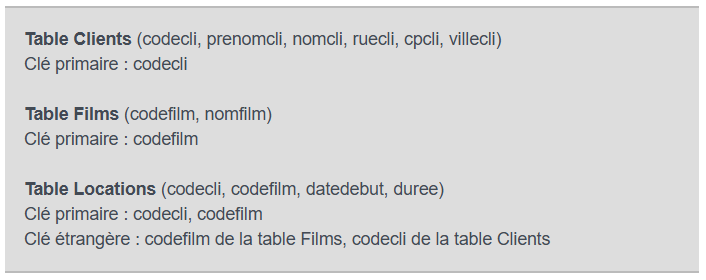 Table Clients (codecli, prenomcli, nomcli, ruecli, cpcli, villecli)
Clé primaire : codecli
Table Films (codefilm, nomfilm)
Clé primaire : codefilm
Table Locations (codecli, codefilm, datedebut, duree)
Clé primaire : codecli, codefilm
Clé étrangère : codefilm de la table Films, codecli de la table Clients